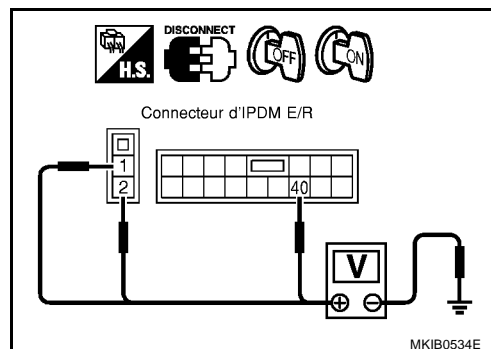 DISCONNECT
H.S.
OFF
ON
Connecteur d'IPDM E/R
1
2
40
V
+ −
MKIB0534E